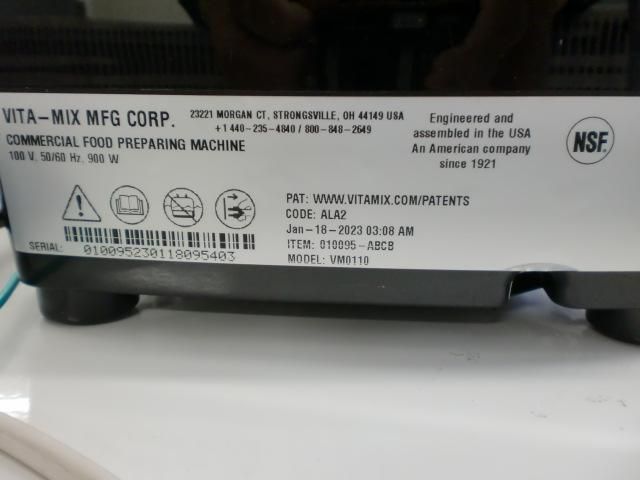 VITA-MIX MFG CORP.
23221 MORGAN CT, STRONGSVILLE, OH 44149 USA
+1 440-235-4840 / 800-848-2649
COMMERCIAL FOOD PREPARING MACHINE
100 V. 50/60 Hz. 900 W
Engineered and
assembled in the USA
An American company
since 1921
NSF
PAT: WWW.VITAMIX.COM/PATENTS
CODE: ALA2
Jan-18-2023 03:08 AM
ITEM: 010095-ABCB
MODEL: VM0110
SERIAL:
010095230118095403